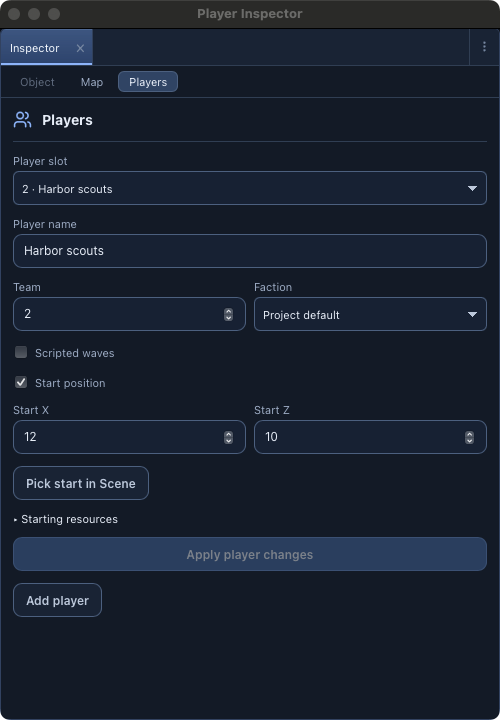 Player Inspector
Inspector
Object Map Players
Players
Player slot
2 · Harbor scouts
Player name
Harbor scouts
Team Faction
2 Project default
Scripted waves
Start position
Start X Start Z
12 10
Pick start in Scene
Starting resources
Apply player changes
Add player